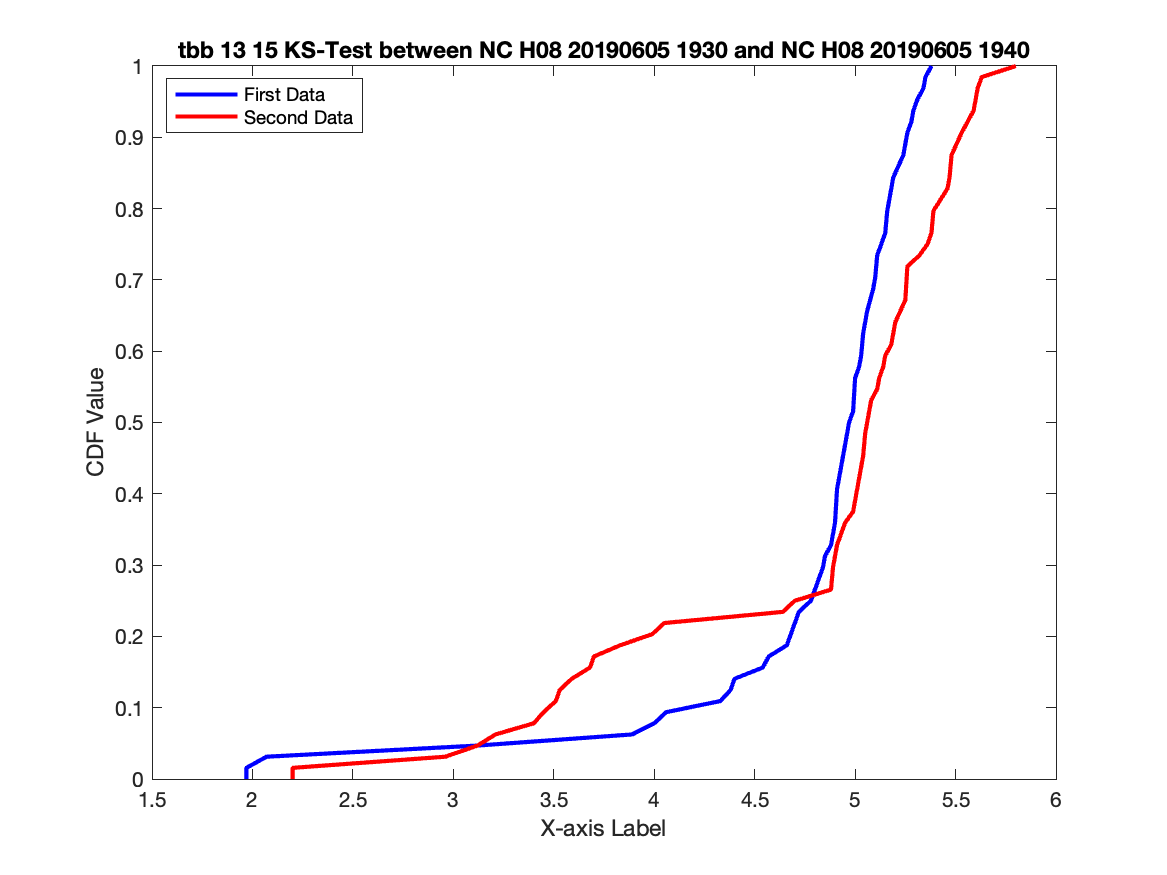 tbb 13 15 KS-Test between NC H08 20190605 1930 and NC H08 20190605 1940
First Data
Second Data
1
0.9
0.8
0.7
0.6
0.5
0.4
0.3
0.2
0.1
0
CDF Value
1.5 2 2.5 3 3.5 4 4.5 5 5.5 6
X-axis Label